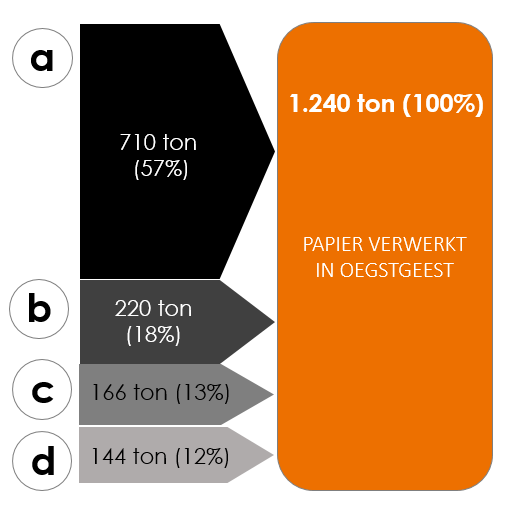 a
710 ton
(57%)
b
220 ton
(18%)
c
166 ton (13%)
d
144 ton (12%)
1.240 ton (100%)
PAPIER VERWERKT
IN OEGSTGEEST